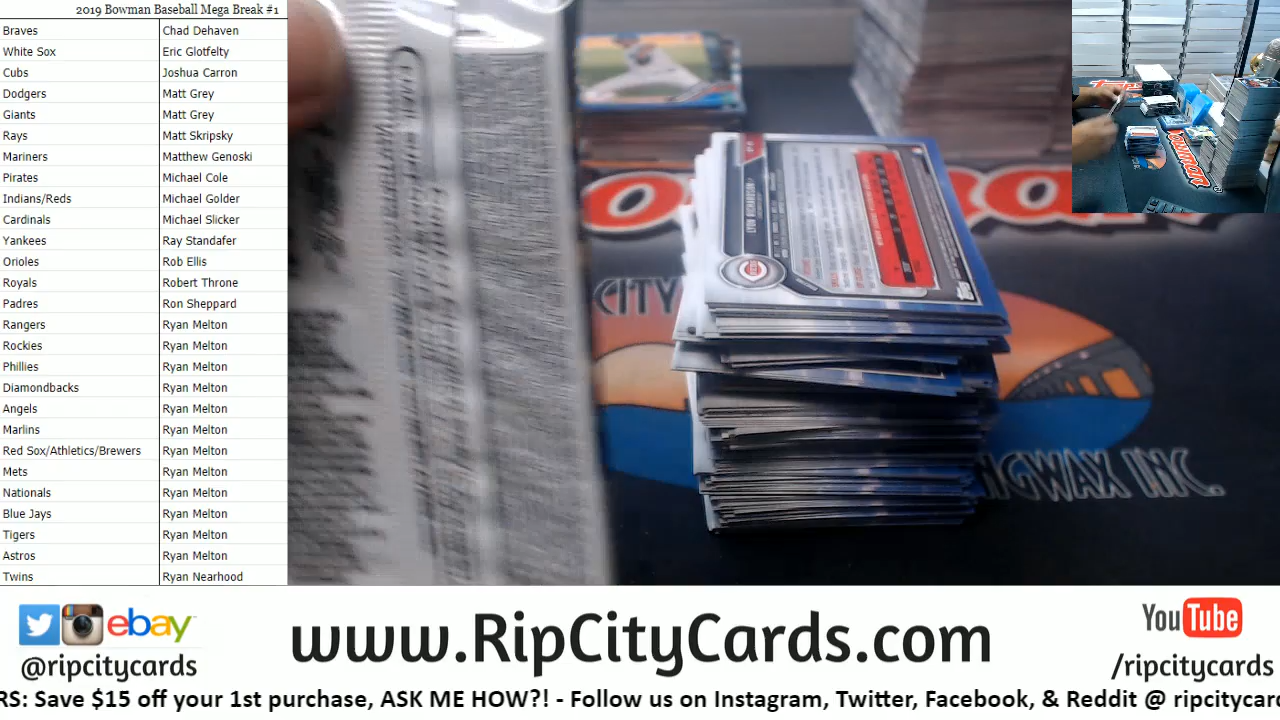 2019 Bowman Baseball Mega Break #1
Braves Chad Dehaven
White Sox Eric Glotfelty
Cubs Joshua Carron
Dodgers Matt Grey
Giants Matt Grey
Rays Matt Skripsky
Mariners Matthew Genoski
Pirates Michael Cole
Indians/Reds Michael Golder
Cardinals Michael Slicker
Yankees Ray Standafer
Orioles Rob Ellis
Royals Robert Throne
Padres Ron Sheppard
Rangers Ryan Melton
Rockies Ryan Melton
Phillies Ryan Melton
Diamondbacks Ryan Melton
Angels Ryan Melton
Marlins Ryan Melton
Red Sox/Athletics/Brewers Ryan Melton
Mets Ryan Melton
Nationals Ryan Melton
Blue Jays Ryan Melton
Tigers Ryan Melton
Astros Ryan Melton
Twins Ryan Nearhood
LYON RICHARDSON
CITY
NGWAX INC.
ebay
@ripcitycards
www.RipCityCards.com
YouTube
/ripcitycards
RS: Save $15 off your 1st purchase, ASK ME HOW?! - Follow us on Instagram, Twitter, Facebook, & Reddit @ ripcitycar